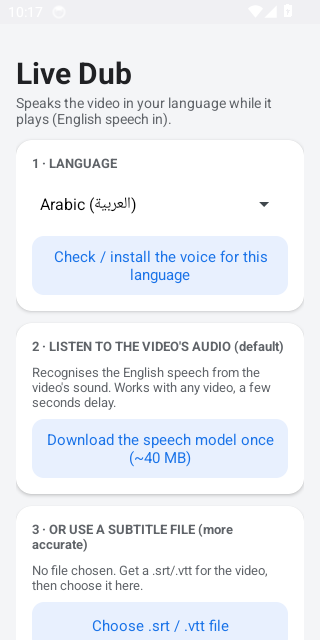 10:17
Live Dub
Speaks the video in your language while it
plays (English speech in).
1 · LANGUAGE
Arabic (العربية)
Check / install the voice for this
language
2 · LISTEN TO THE VIDEO'S AUDIO (default)
Recognises the English speech from the
video's sound. Works with any video, a few
seconds delay.
Download the speech model once
(~40 MB)
3 · OR USE A SUBTITLE FILE (more
accurate)
No file chosen. Get a .srt/.vtt for the video,
then choose it here.
Choose .srt / .vtt file